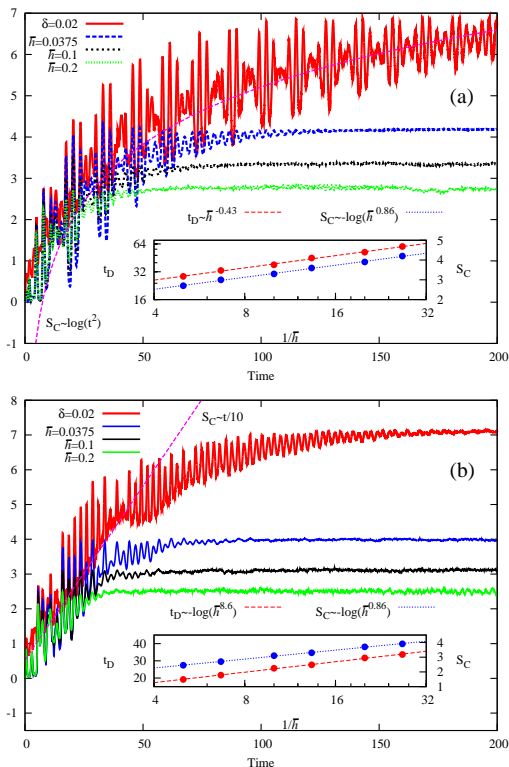 7
δ=0.02
ħ=0.0375
ħ=0.1
ħ=0.2
6
(a)
5
4
3
2
t_D~ħ^-0.43 S_C~-log(ħ^0.86)
1
64 5
32 4
16 3
2
t_D S_C
4 8 16 32
0
S_C~log(t^2)
1/ħ
-1
0 50 100 150 200
Time
8
δ=0.02
ħ=0.0375
ħ=0.1
ħ=0.2
S_C~t/10
7
(b)
6
5
4
3
2
t_D~-log(ħ^8.6) S_C~-log(ħ^0.86)
1
40 4
30 3
20 2
1
t_D S_C
4 8 16 32
0
-1
1/ħ
0 50 100 150 200
Time